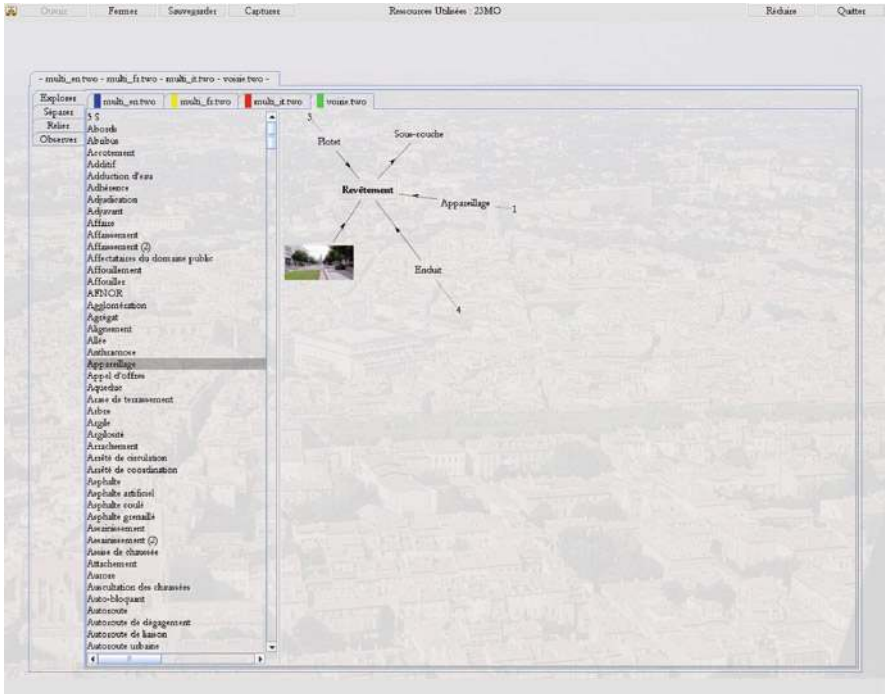 Ouvrir Fermer Sauvegarder Capturer Ressources Utilisées : 23MO Réduire Quitter
- multi_en.two - multi_fr.two - multi_it.two - voirie.two -
Explorer
Séparer
Relier
Observer
multi_en.two multi_fr.two multi_it.two voirie.two
3 S
Abords
Abribus
Accotement
Additif
Adduction d'eau
Adhérence
Adjudication
Adjuvant
Affaire
Affaissement
Affaissement (2)
Affectataires du domaine public
Affouillement
Affouiller
AFNOR
Agglomération
Agrégat
Alignement
Allée
Anthracnose
Appareillage
Appel d'offres
Aqueduc
Arase de terrassement
Arbre
Argile
Argilosité
Arrachement
Arrêté de circulation
Arrêté de coordination
Asphalte
Asphalte artificiel
Asphalte coulé
Asphalte grenaillé
Assainissement
Assainissement (2)
Assise de chaussée
Attachement
Aurore
Auscultation des chaussées
Auto-bloquant
Autoroute
Autoroute de dégagement
Autoroute de liaison
Autoroute urbaine
3
Plotet
Sous-couche
Revêtement
Appareillage
1
Enduit
4